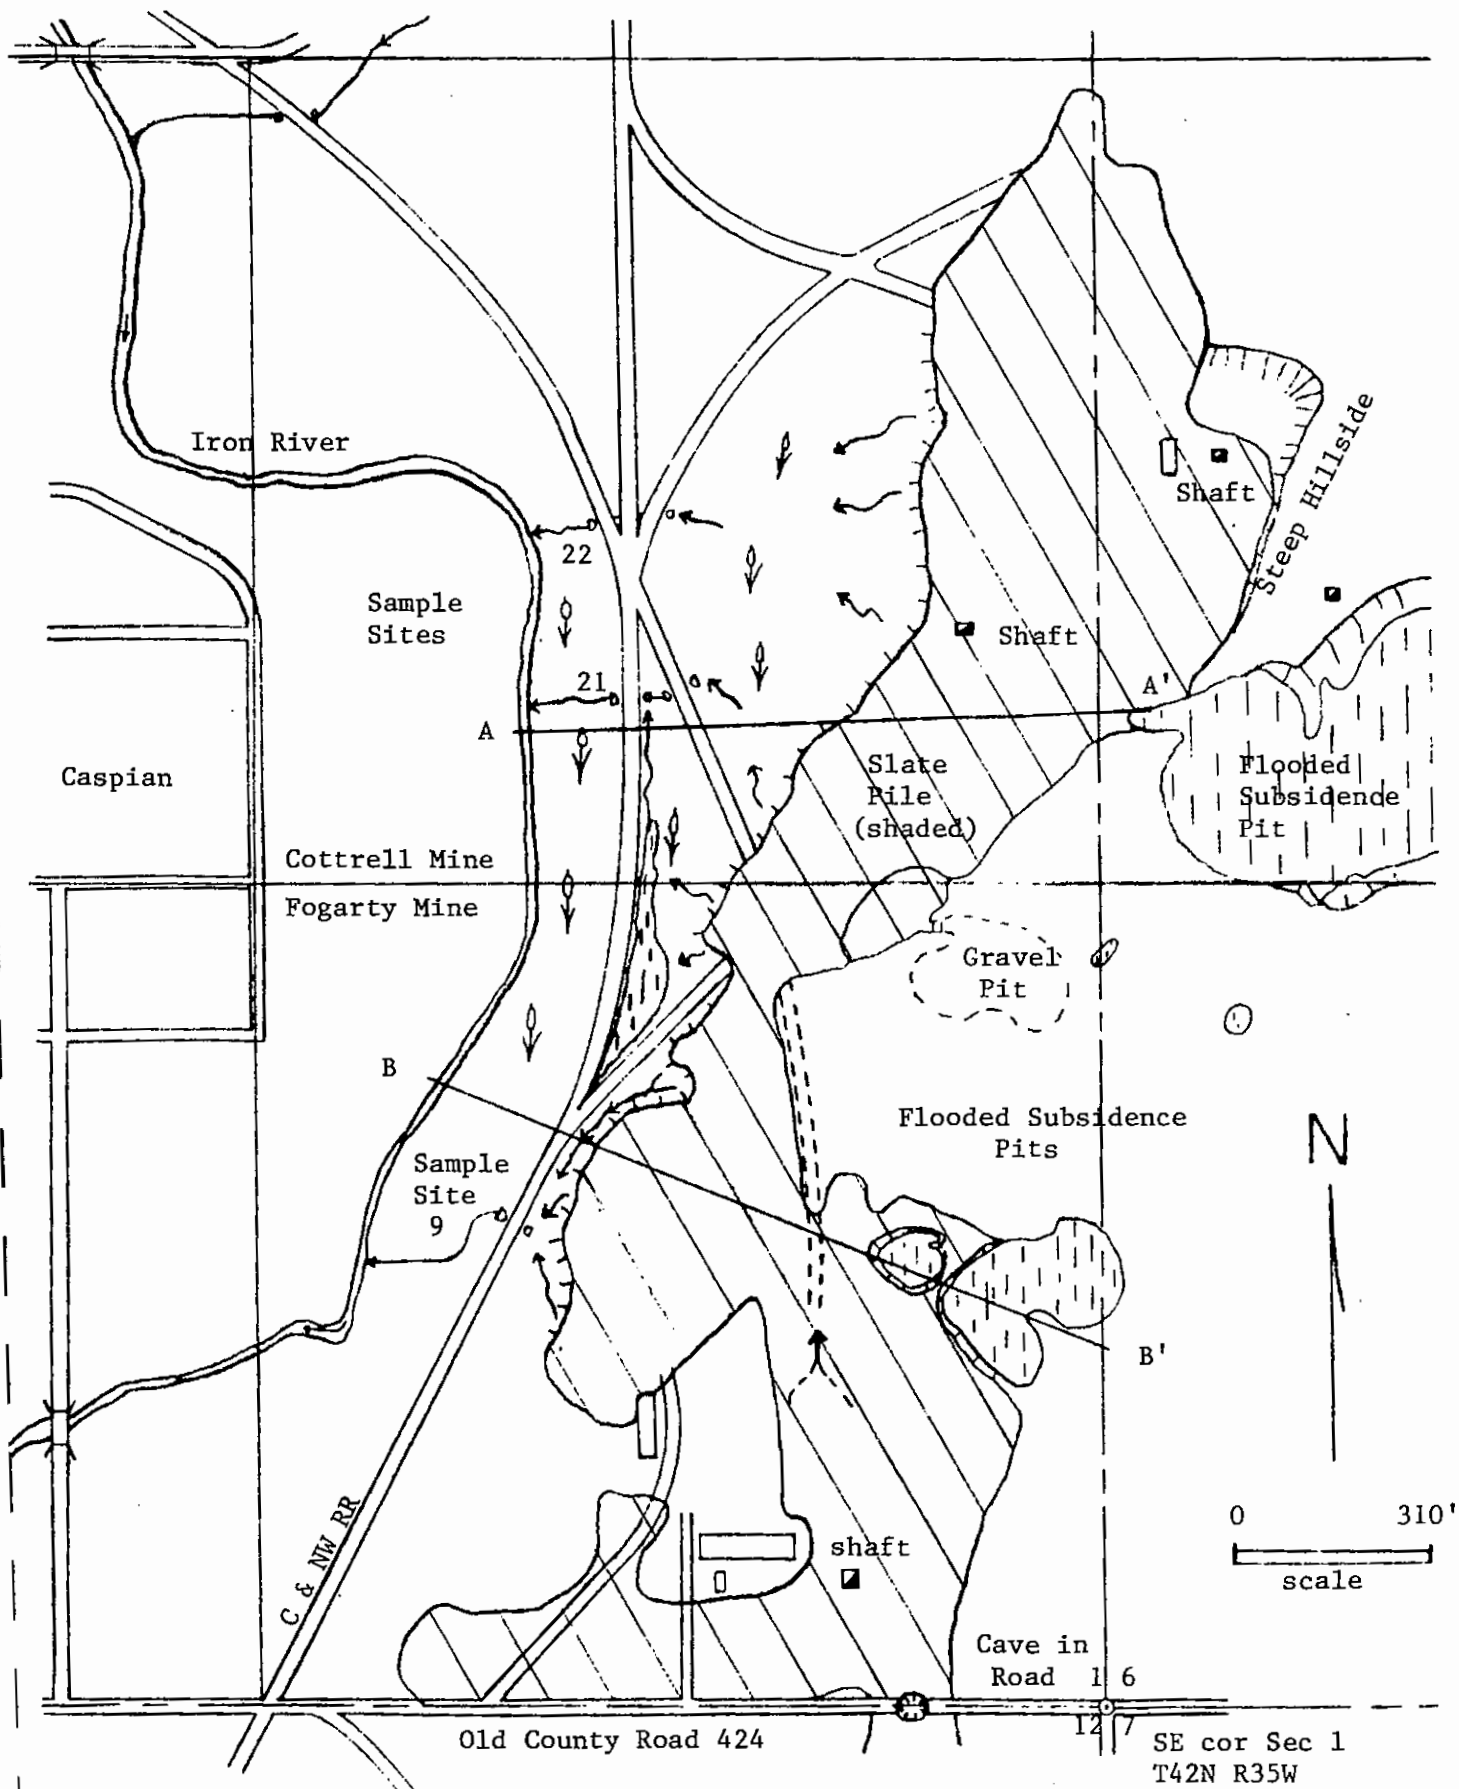 Iron River
Shaft
Steep Hillside
22
Sample
Sites
Shaft
21
A
A'
Caspian
Slate
Pile
(shaded)
Flooded
Subsidence
Pit
Cottrell Mine
Fogarty Mine
Gravel
Pit
B
Flooded Subsidence
Pits
N
Sample
Site
9
B'
C & NW RR
0 310'
scale
shaft
Cave in
Road
1 6
12 7
Old County Road 424
SE cor Sec 1
T42N R35W